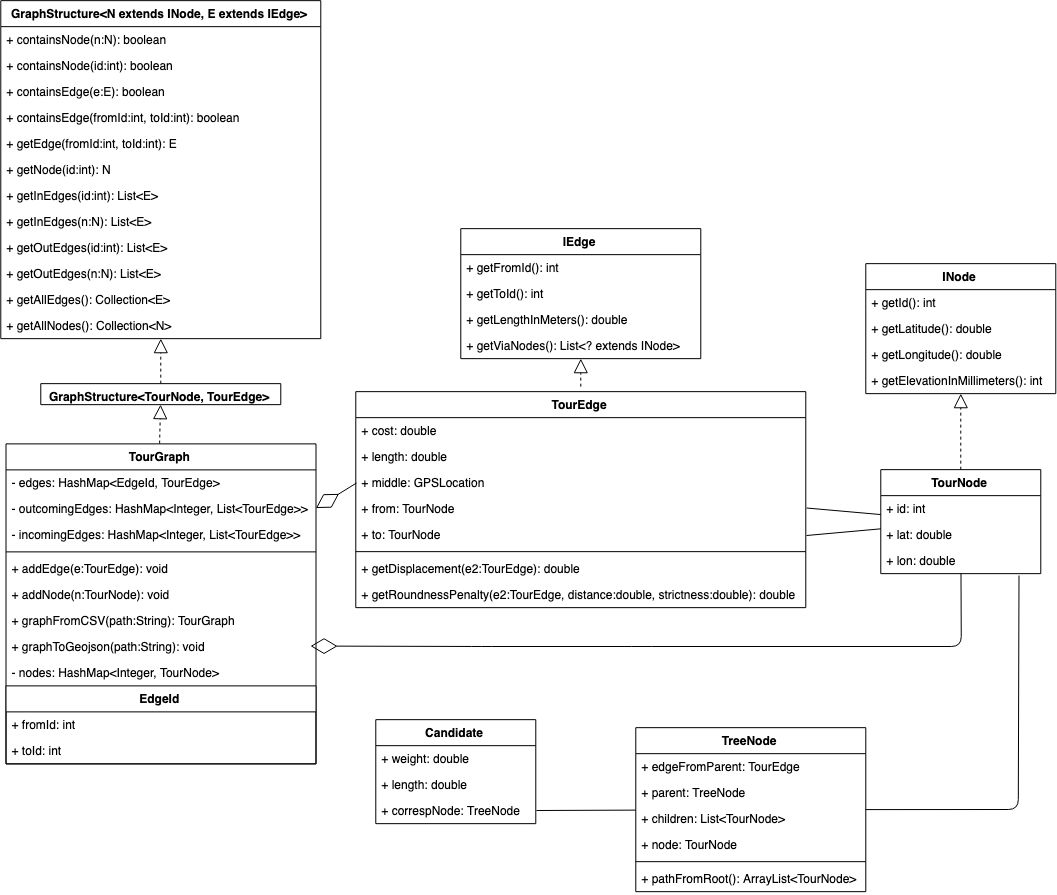 GraphStructure<N extends INode, E extends IEdge>
+ containsNode(n:N): boolean
+ containsNode(id:int): boolean
+ containsEdge(e:E): boolean
+ containsEdge(fromId:int, toId:int): boolean
+ getEdge(fromId:int, toId:int): E
+ getNode(id:int): N
+ getInEdges(id:int): List<E>
+ getInEdges(n:N): List<E>
+ getOutEdges(id:int): List<E>
+ getOutEdges(n:N): List<E>
+ getAllEdges(): Collection<E>
+ getAllNodes(): Collection<N>
GraphStructure<TourNode, TourEdge>
TourGraph
- edges: HashMap<EdgeId, TourEdge>
- outcomingEdges: HashMap<Integer, List<TourEdge>>
- incomingEdges: HashMap<Integer, List<TourEdge>>
+ addEdge(e:TourEdge): void
+ addNode(n:TourNode): void
+ graphFromCSV(path:String): TourGraph
+ graphToGeojson(path:String): void
- nodes: HashMap<Integer, TourNode>
EdgeId
+ fromId: int
+ toId: int
IEdge
+ getFromId(): int
+ getToId(): int
+ getLengthInMeters(): double
+ getViaNodes(): List<? extends INode>
TourEdge
+ cost: double
+ length: double
+ middle: GPSLocation
+ from: TourNode
+ to: TourNode
+ getDisplacement(e2:TourEdge): double
+ getRoundnessPenalty(e2:TourEdge, distance:double, strictness:double): double
INode
+ getId(): int
+ getLatitude(): double
+ getLongitude(): double
+ getElevationInMillimeters(): int
TourNode
+ id: int
+ lat: double
+ lon: double
Candidate
+ weight: double
+ length: double
+ correspNode: TreeNode
TreeNode
+ edgeFromParent: TourEdge
+ parent: TreeNode
+ children: List<TourNode>
+ node: TourNode
+ pathFromRoot(): ArrayList<TourNode>